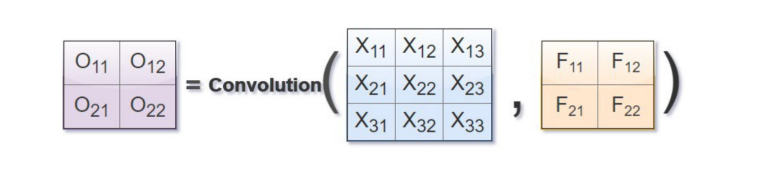 O11 O12
O21 O22
= Convolution(
X11 X12 X13
X21 X22 X23
X31 X32 X33
,
F11 F12
F21 F22
)